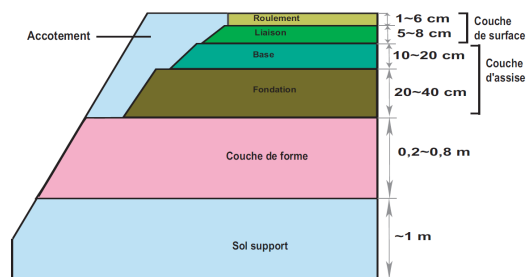 Roulement
1~6 cm
Couche
de surface
Liaison
5~8 cm
Accotement
Base
10~20 cm
Couche
d'assise
Fondation
20~40 cm
Couche de forme
0,2~0,8 m
Sol support
~1 m